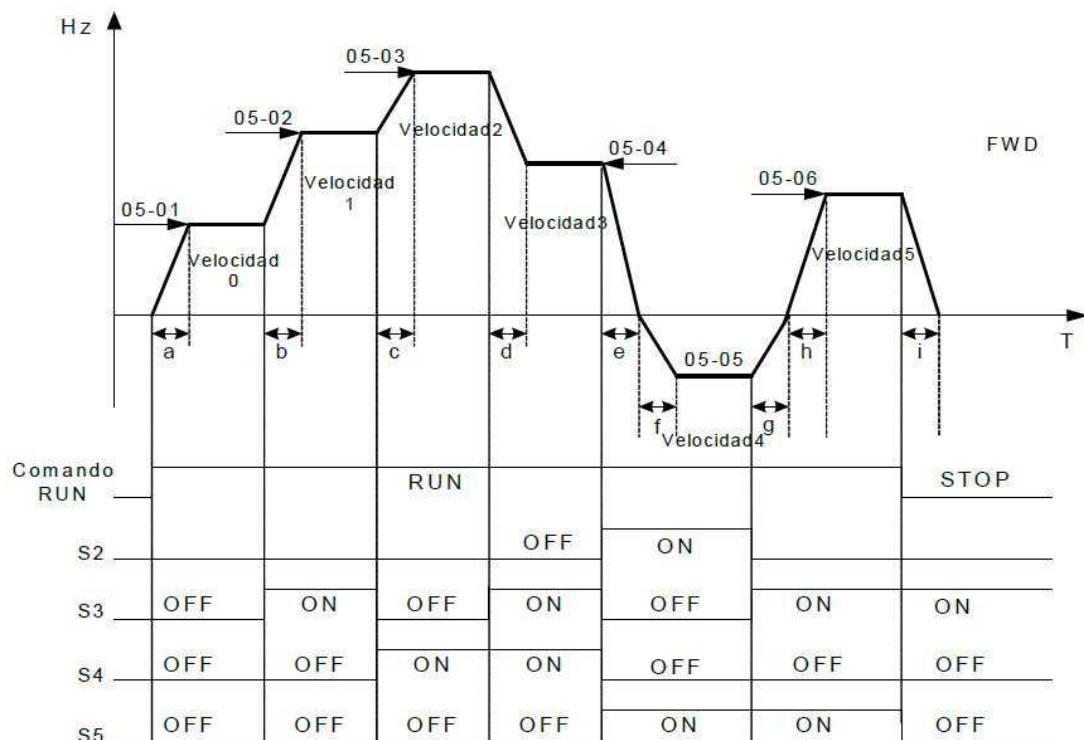 Hz
05-03
05-02
Velocidad2
05-04
FWD
Velocidad
1
05-06
05-01
Velocidad3
Velocidad5
Velocidad
0
T
a
b
c
d
e
05-05
h
i
f
g
Velocidad4
Comando
RUN
RUN
STOP
S2
OFF
ON
S3
OFF
ON
OFF
ON
OFF
ON
ON
S4
OFF
OFF
ON
ON
OFF
OFF
OFF
S5
OFF
OFF
OFF
OFF
ON
ON
OFF